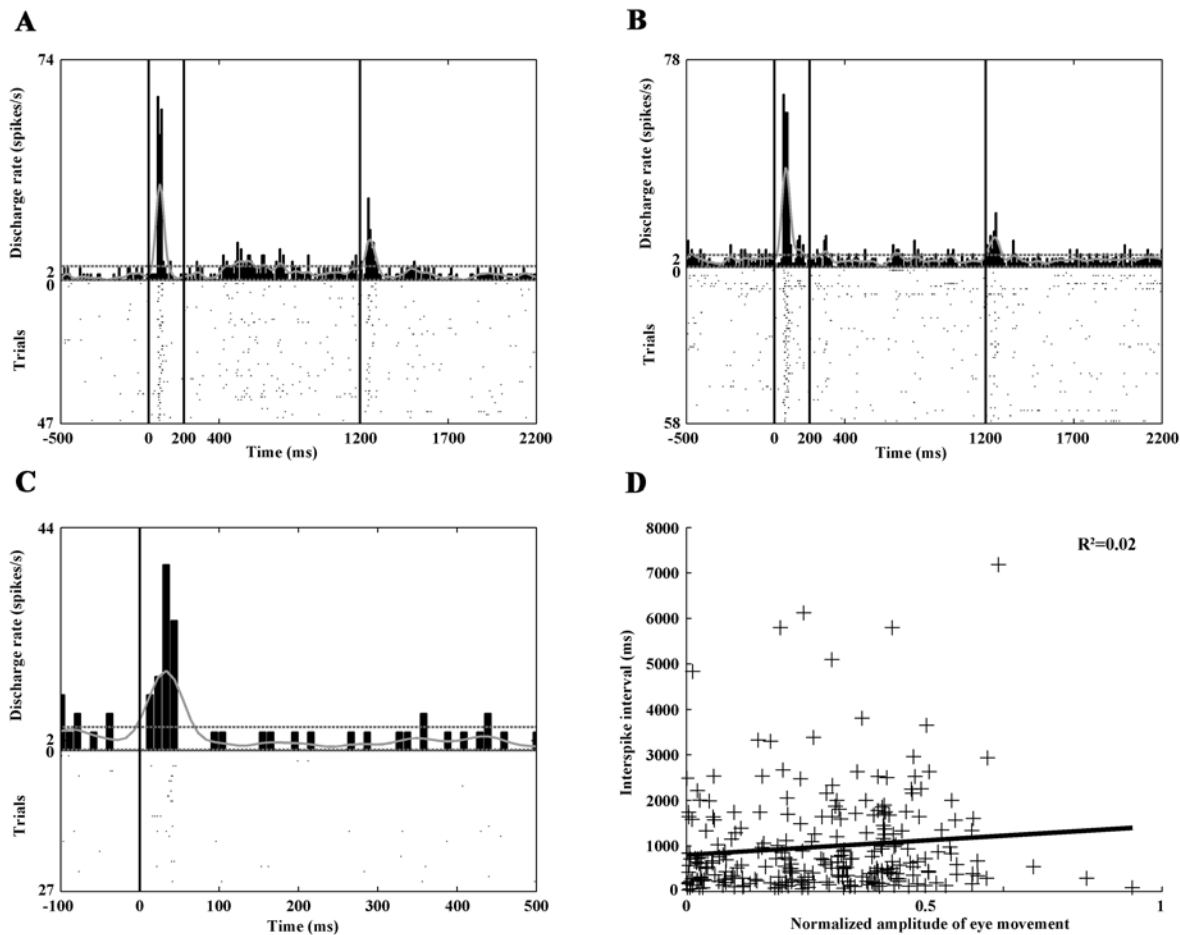 A
74
Discharge rate (spikes/s)
2
0
Trials
47
-500 0 200 400 1200 1700 2200
Time (ms)
B
78
Discharge rate (spikes/s)
2
0
Trials
58
-500 0 200 400 1200 1700 2200
Time (ms)
C
44
Discharge rate (spikes/s)
2
0
Trials
27
-100 0 100 200 300 400 500
Time (ms)
D
8000
7000
6000
5000
4000
3000
2000
1000
0
Interspike interval (ms)
R²=0.02
0 0.5 1
Normalized amplitude of eye movement